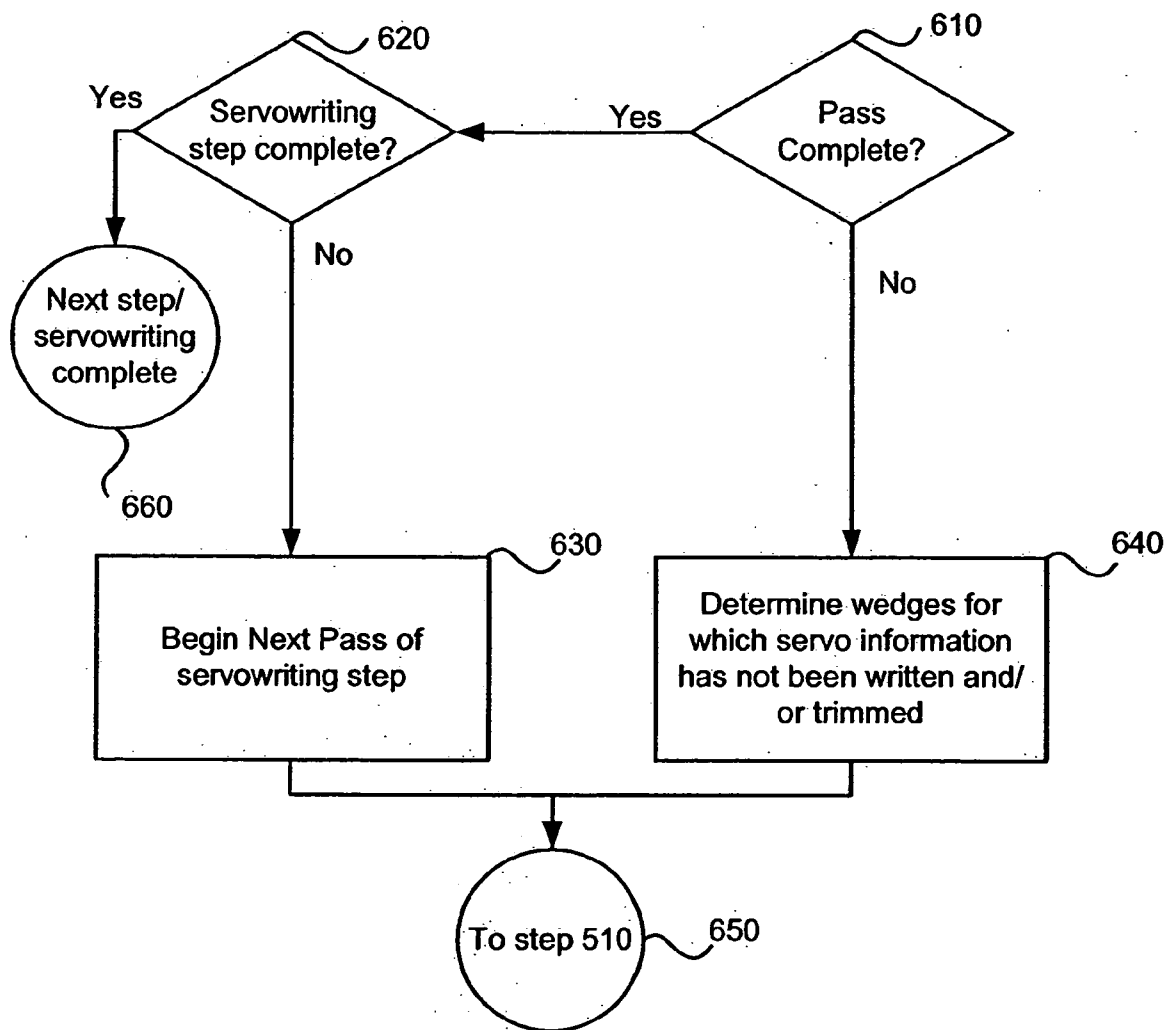 620
610
Yes
Servowriting
step complete?
Yes
Pass
Complete?
No
No
Next step/
servowriting
complete
660
630
640
Begin Next Pass of
servowriting step
Determine wedges for
which servo information
has not been written and/
or trimmed
To step 510
650